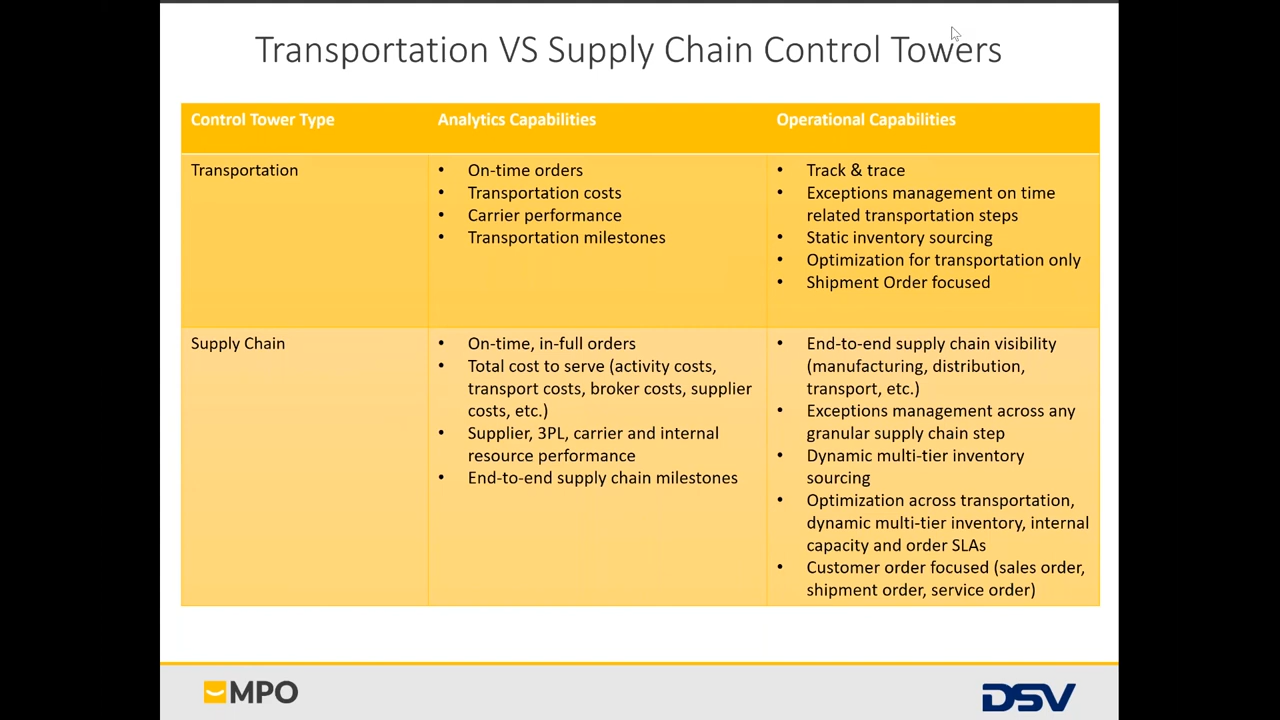 Transportation VS Supply Chain Control Towers
Control Tower Type
Analytics Capabilities
Operational Capabilities
Transportation
• On-time orders
• Transportation costs
• Carrier performance
• Transportation milestones
• Track & trace
• Exceptions management on time
related transportation steps
• Static inventory sourcing
• Optimization for transportation only
• Shipment Order focused
Supply Chain
• On-time, in-full orders
• Total cost to serve (activity costs,
transport costs, broker costs, supplier
costs, etc.)
• Supplier, 3PL, carrier and internal
resource performance
• End-to-end supply chain milestones
• End-to-end supply chain visibility
(manufacturing, distribution,
transport, etc.)
• Exceptions management across any
granular supply chain step
• Dynamic multi-tier inventory
sourcing
• Optimization across transportation,
dynamic multi-tier inventory, internal
capacity and order SLAs
• Customer order focused (sales order,
shipment order, service order)
MPO
DSV